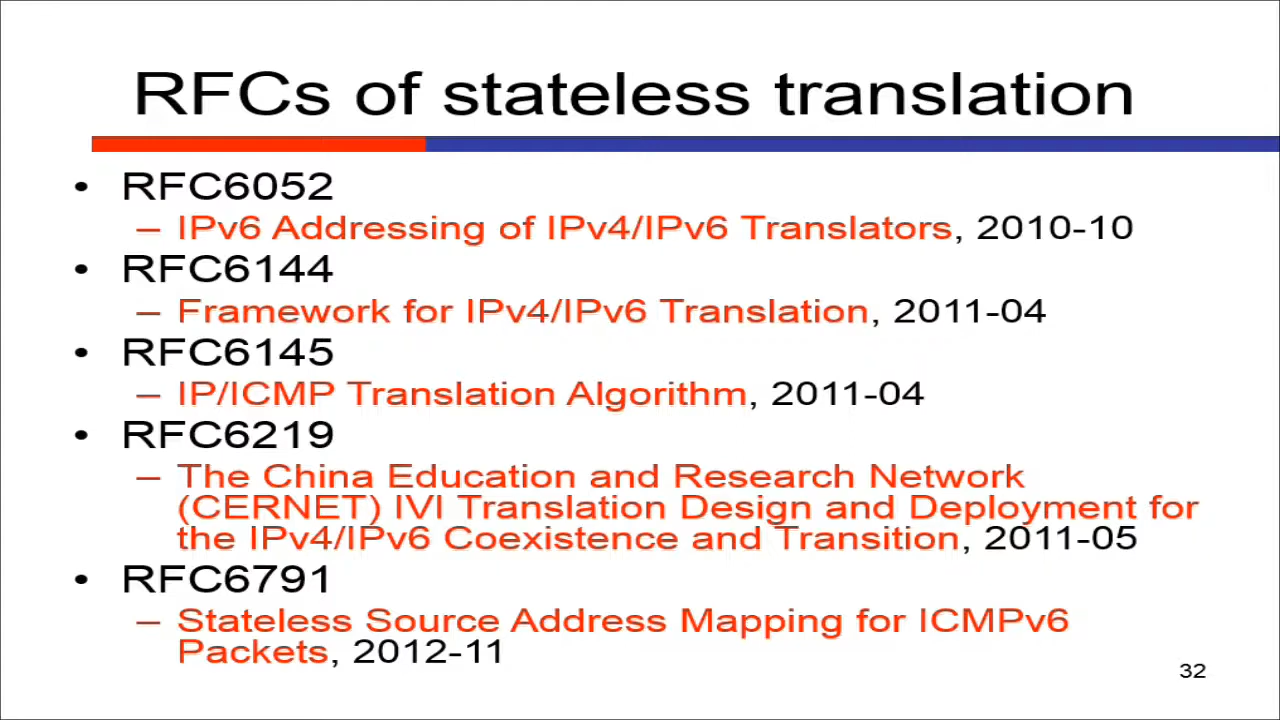 RFCs of stateless translation
• RFC6052
– IPv6 Addressing of IPv4/IPv6 Translators, 2010-10
• RFC6144
– Framework for IPv4/IPv6 Translation, 2011-04
• RFC6145
– IP/ICMP Translation Algorithm, 2011-04
• RFC6219
– The China Education and Research Network
(CERNET) IVI Translation Design and Deployment for
the IPv4/IPv6 Coexistence and Transition, 2011-05
• RFC6791
– Stateless Source Address Mapping for ICMPv6
Packets, 2012-11
32